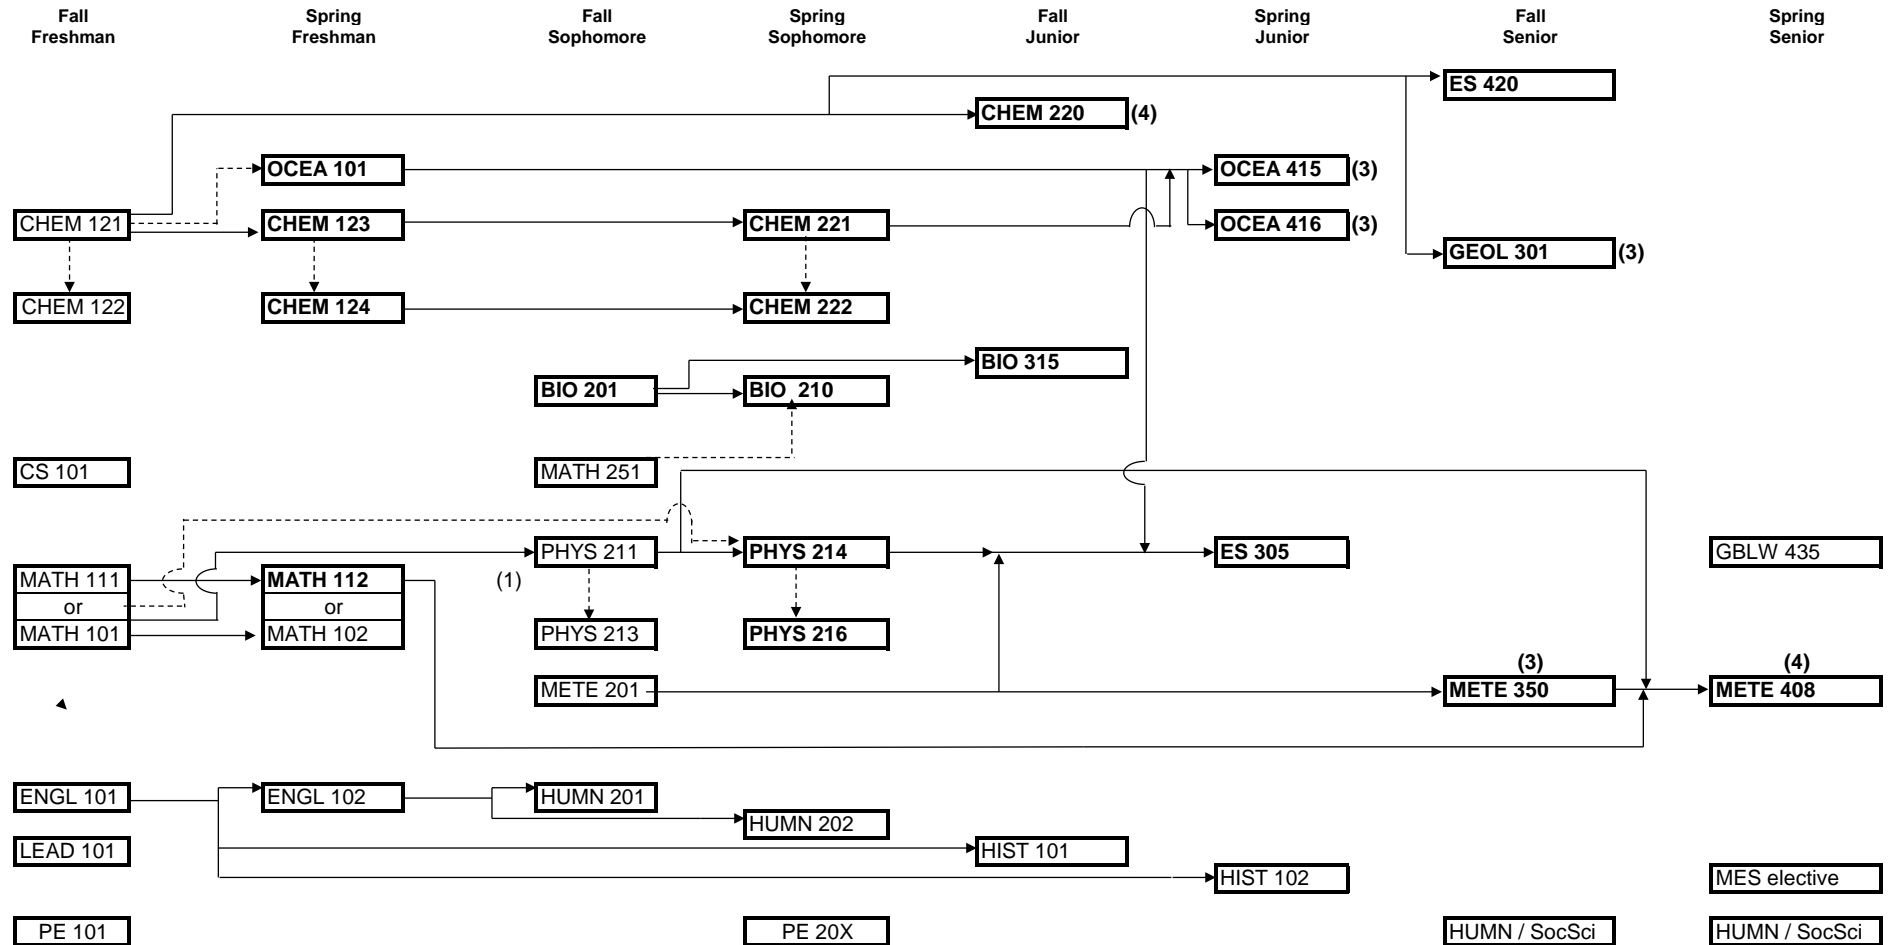 Fall Spring Fall Spring Fall Spring Fall Spring
Freshman Freshman Sophomore Sophomore Junior Junior Senior Senior
ES 420
CHEM 220 (4)
OCEA 101 OCEA 415 (3)
CHEM 121 CHEM 123 CHEM 221 OCEA 416 (3)
GEOL 301 (3)
CHEM 122 CHEM 124 CHEM 222
BIO 315
BIO 201 BIO 210
CS 101 MATH 251
PHYS 211 PHYS 214 ES 305 GBLW 435
MATH 111 MATH 112 (1)
or or
MATH 101 MATH 102 PHYS 213 PHYS 216
(3) (4)
METE 201 METE 350 METE 408
ENGL 101 ENGL 102 HUMN 201
HUMN 202
LEAD 101 HIST 101
HIST 102 MES elective
PE 101 PE 20X HUMN / SocSci HUMN / SocSci